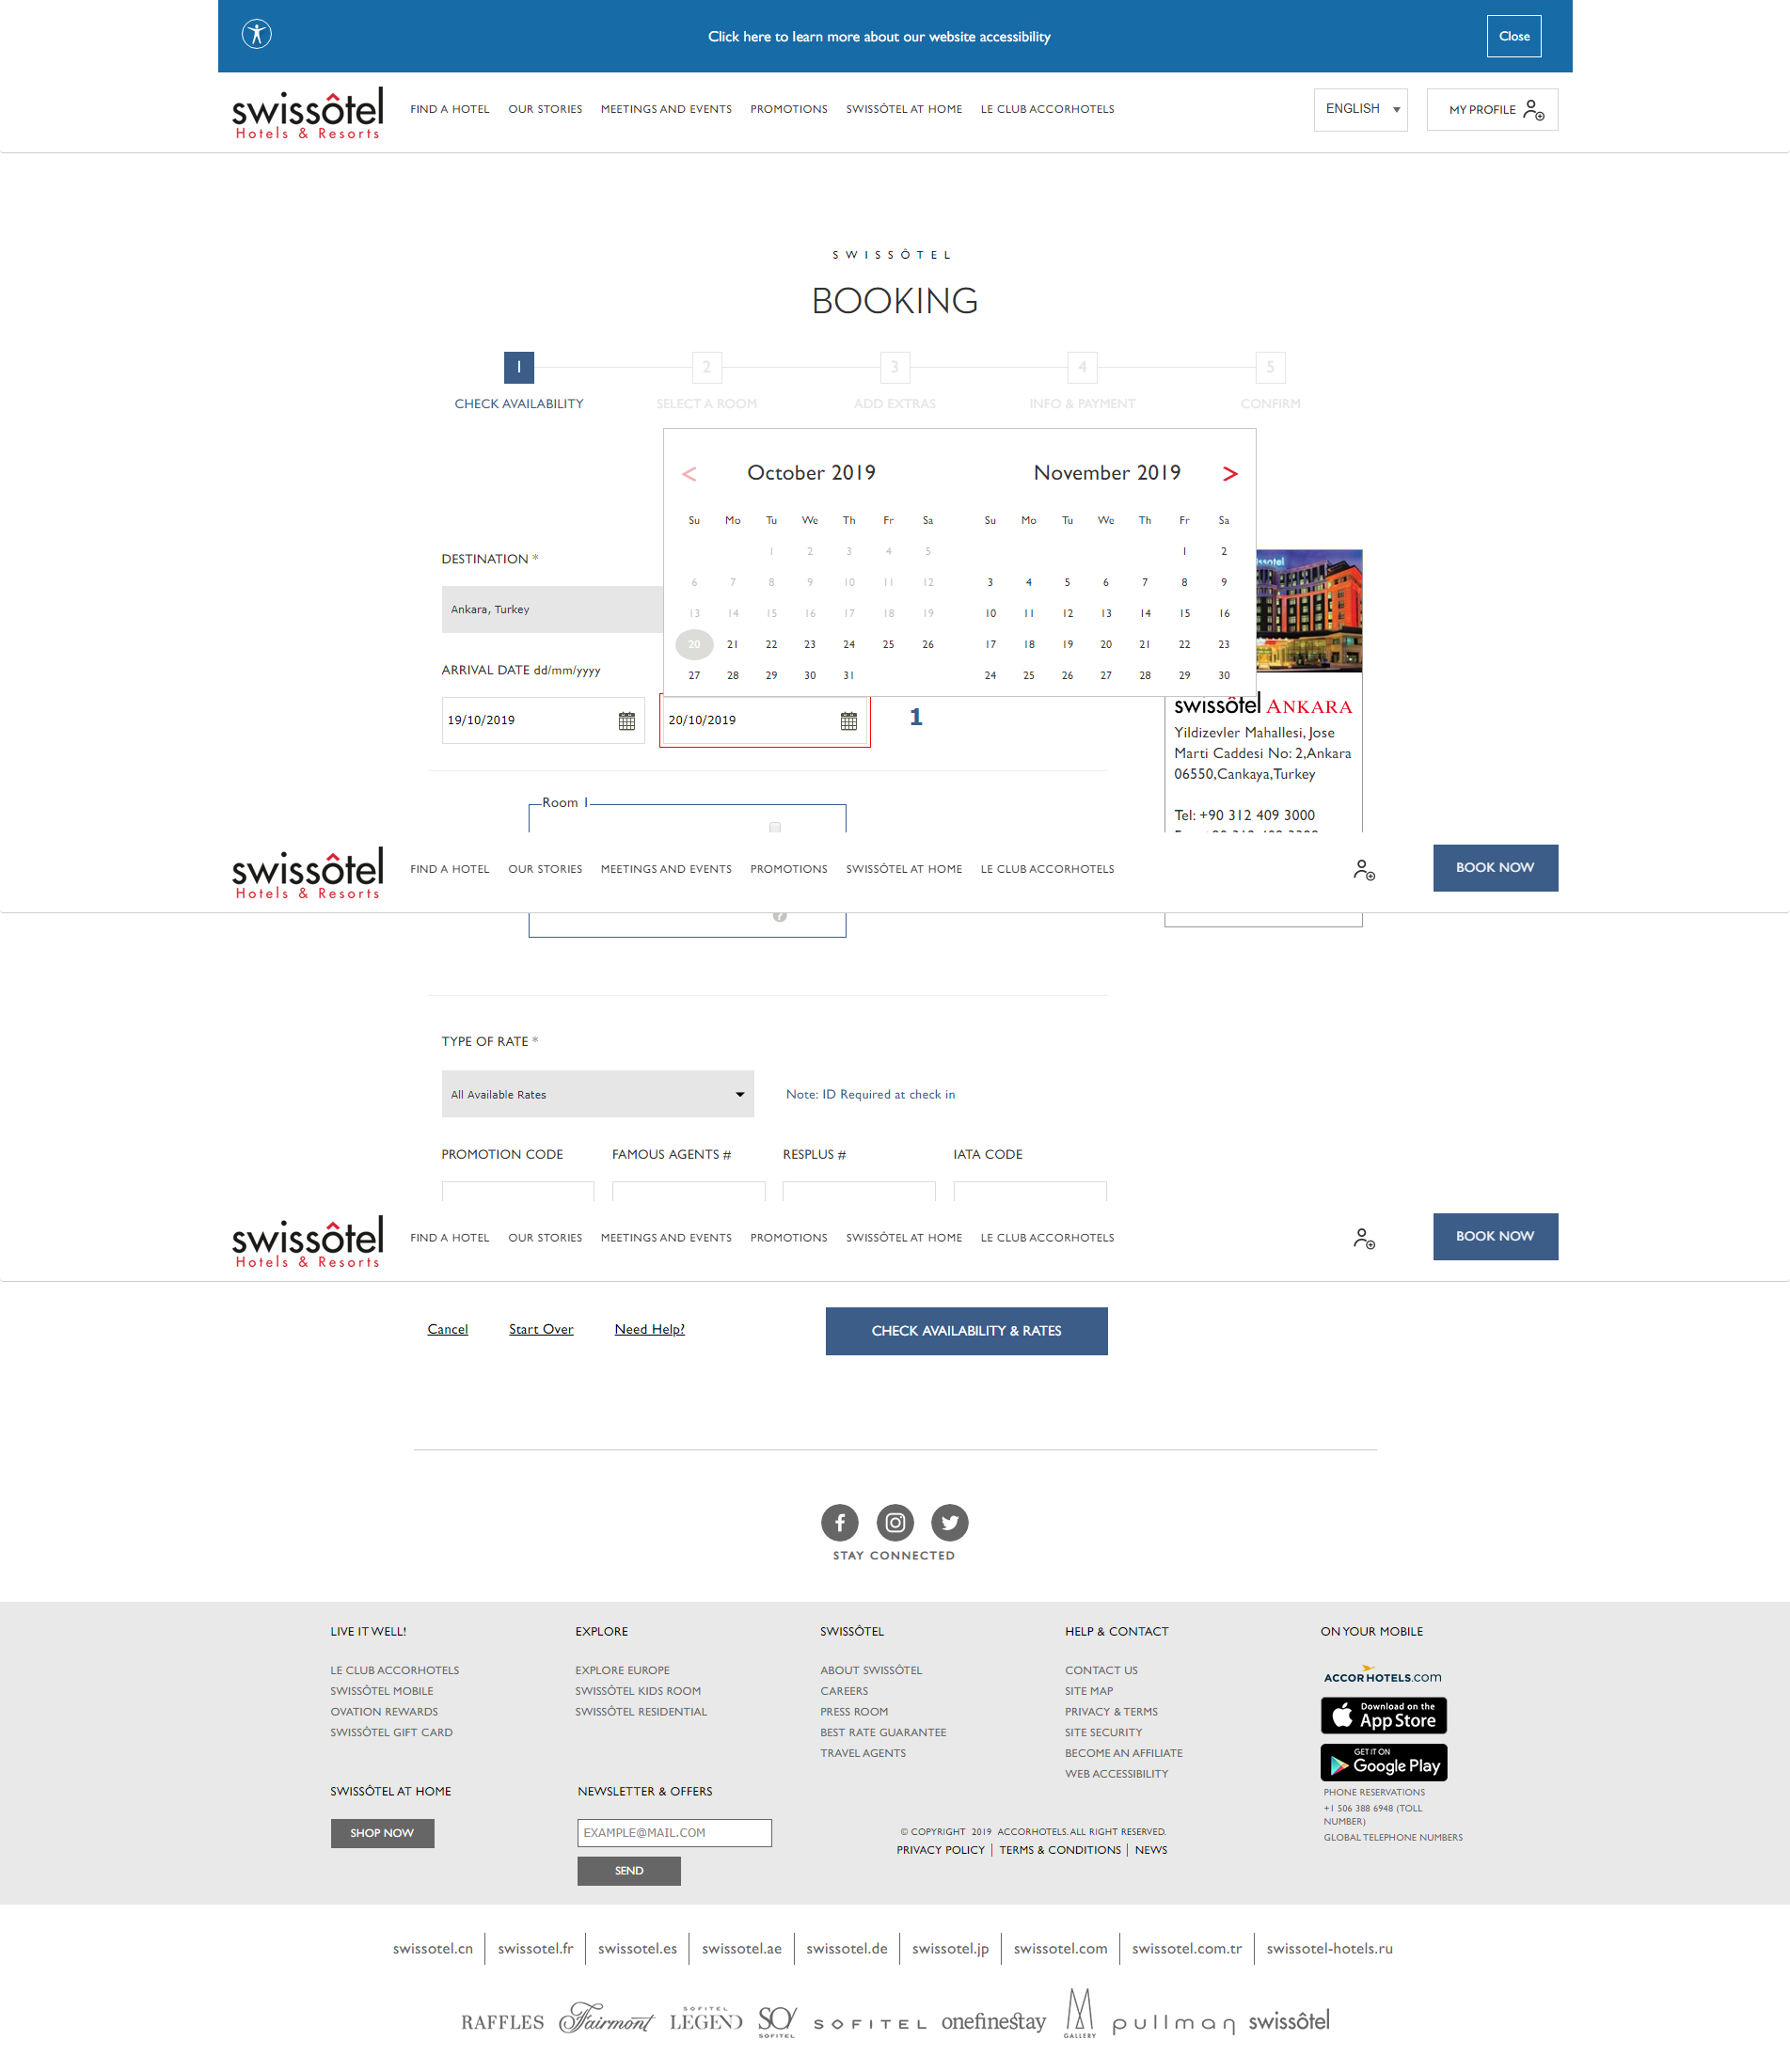 Click here to learn more about our website accessibility
Close
swissôtel
Hotels & Resorts
FIND A HOTEL OUR STORIES MEETINGS AND EVENTS PROMOTIONS SWISSÔTEL AT HOME LE CLUB ACCORHOTELS
ENGLISH
MY PROFILE
SWISSÔTEL
BOOKING
1 2 3 4 5
CHECK AVAILABILITY SELECT A ROOM ADD EXTRAS INFO & PAYMENT CONFIRM
< October 2019 November 2019 >
Su Mo Tu We Th Fr Sa Su Mo Tu We Th Fr Sa
1 2 3 4 5 1 2
6 7 8 9 10 11 12 3 4 5 6 7 8 9
13 14 15 16 17 18 19 10 11 12 13 14 15 16
20 21 22 23 24 25 26 17 18 19 20 21 22 23
27 28 29 30 31 24 25 26 27 28 29 30
DESTINATION *
Ankara, Turkey
ARRIVAL DATE dd/mm/yyyy
19/10/2019
20/10/2019
1
swissôtel ANKARA
Yildizevler Mahallesi, Jose
Marti Caddesi No: 2,Ankara
06550,Cankaya,Turkey
Tel: +90 312 409 3000
Room 1
swissôtel
Hotels & Resorts
FIND A HOTEL OUR STORIES MEETINGS AND EVENTS PROMOTIONS SWISSÔTEL AT HOME LE CLUB ACCORHOTELS
BOOK NOW
?
TYPE OF RATE *
All Available Rates
Note: ID Required at check in
PROMOTION CODE FAMOUS AGENTS # RESPLUS # IATA CODE
swissôtel
Hotels & Resorts
FIND A HOTEL OUR STORIES MEETINGS AND EVENTS PROMOTIONS SWISSÔTEL AT HOME LE CLUB ACCORHOTELS
BOOK NOW
Cancel Start Over Need Help?
CHECK AVAILABILITY & RATES
STAY CONNECTED
LIVE IT WELL!
LE CLUB ACCORHOTELS
SWISSÔTEL MOBILE
OVATION REWARDS
SWISSÔTEL GIFT CARD
EXPLORE
EXPLORE EUROPE
SWISSÔTEL KIDS ROOM
SWISSÔTEL RESIDENTIAL
SWISSÔTEL
ABOUT SWISSÔTEL
CAREERS
PRESS ROOM
BEST RATE GUARANTEE
TRAVEL AGENTS
HELP & CONTACT
CONTACT US
SITE MAP
PRIVACY & TERMS
SITE SECURITY
BECOME AN AFFILIATE
WEB ACCESSIBILITY
ON YOUR MOBILE
ACCORHOTELS.com
Download on the
App Store
GET IT ON
Google Play
PHONE RESERVATIONS
+1 506 388 6948 (TOLL
NUMBER)
GLOBAL TELEPHONE NUMBERS
SWISSÔTEL AT HOME
SHOP NOW
NEWSLETTER & OFFERS
EXAMPLE@MAIL.COM
SEND
© COPYRIGHT 2019 ACCORHOTELS. ALL RIGHT RESERVED.
PRIVACY POLICY | TERMS & CONDITIONS | NEWS
swissotel.cn swissotel.fr swissotel.es swissotel.ae swissotel.de swissotel.jp swissotel.com swissotel.com.tr swissotel-hotels.ru
RAFFLES Fairmont SOFITEL LEGEND SO/ SOFITEL SOFITEL onefinestay M GALLERY pullman swissôtel